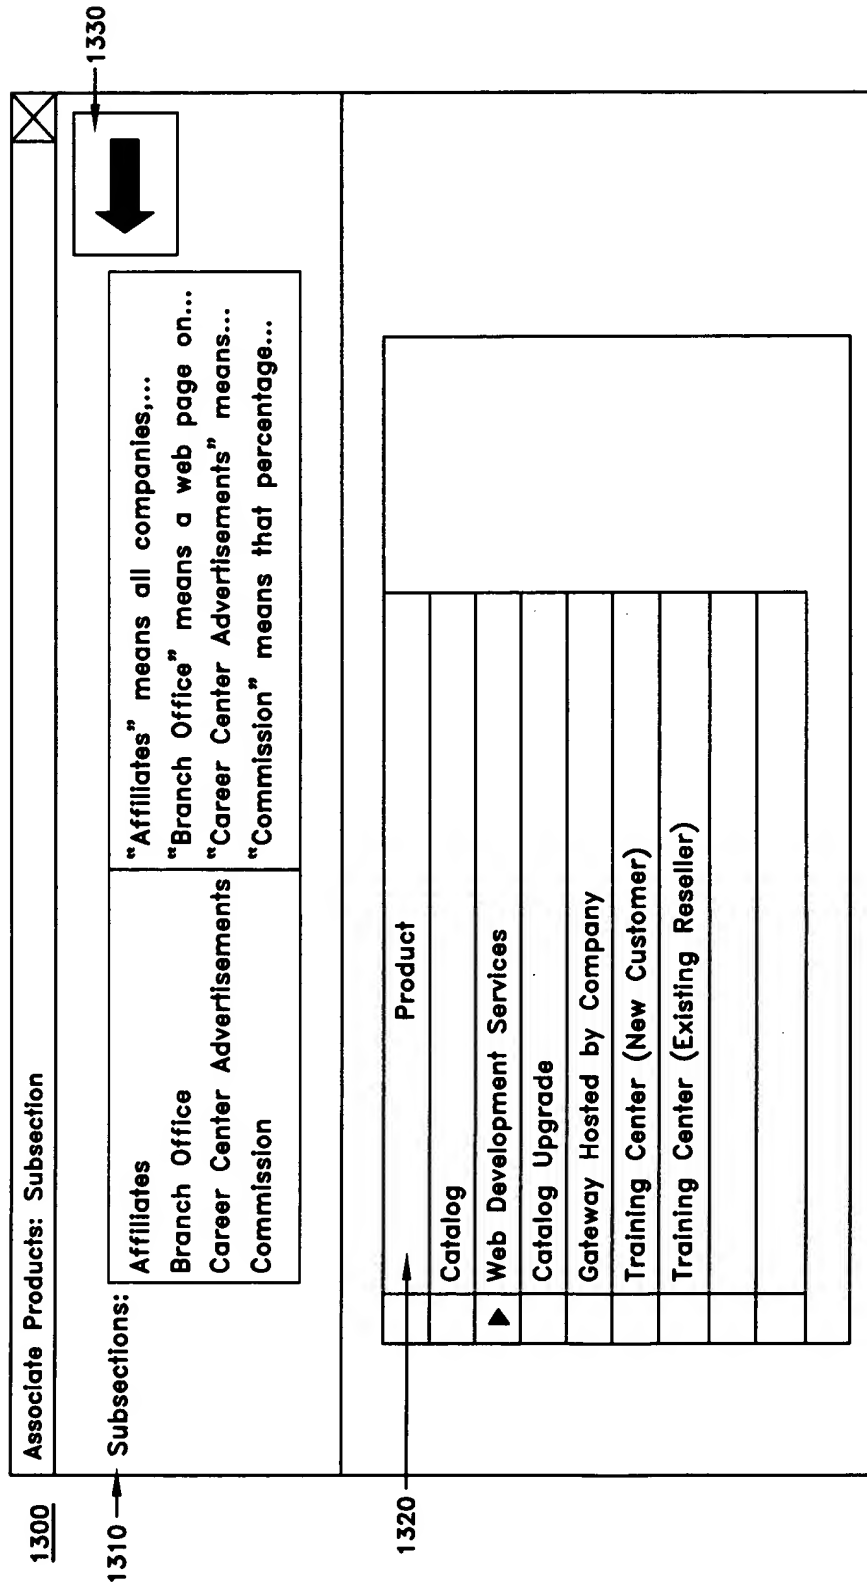 1300
Associate Products: Subsection
1330
1310
Subsections:
Affiliates "Affiliates” means all companies,...
Branch Office "Branch Office” means a web page on...
Career Center Advertisements "Career Center Advertisements” means...
Commission "Commission” means that percentage...
1320
Product
Catalog
Web Development Services
Catalog Upgrade
Gateway Hosted by Company
Training Center (New Customer)
Training Center (Existing Reseller)